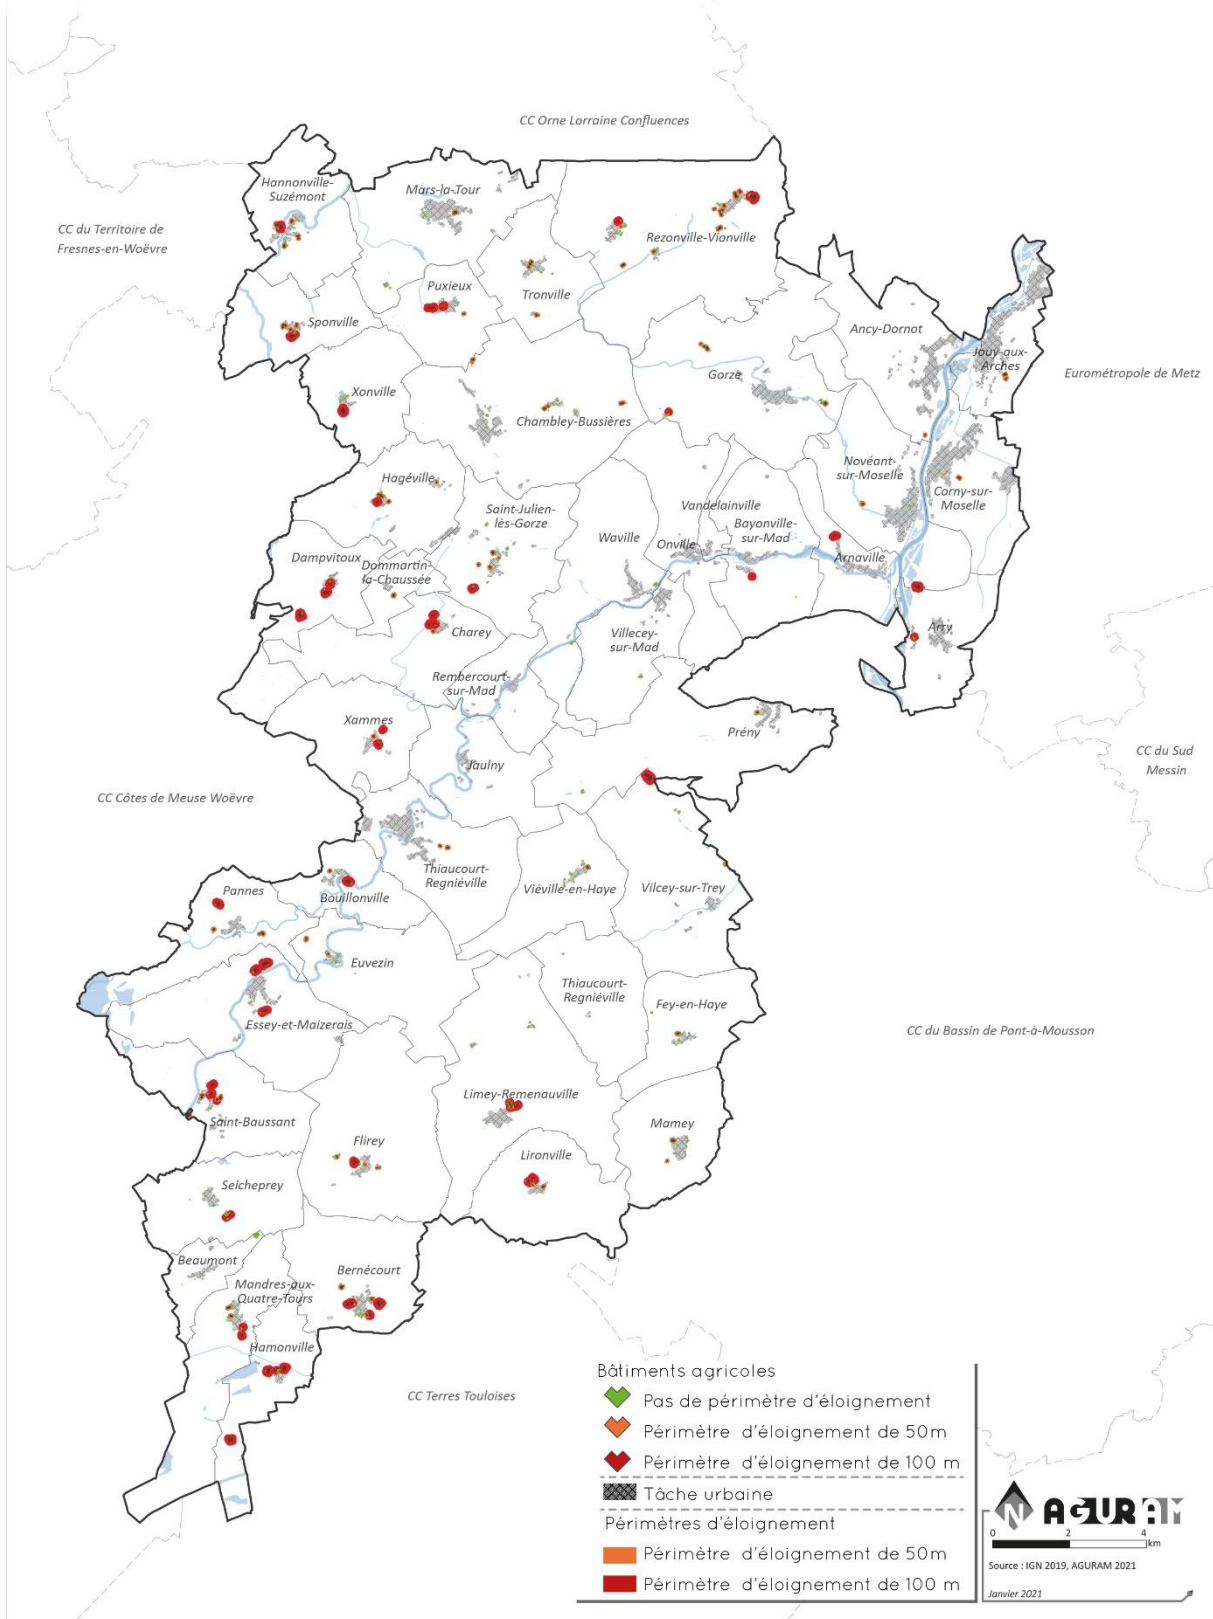 CC Orne Lorraine Confluences
Hannonville-
Suzémont
Mars-la-Tour
CC du Territoire de
Fresnes-en-Woëvre
Rezonville-Vionville
Puxieux
Tronville
Sponville
Ancy-Dornot
Jouy-aux-
Arches
Eurométropole de Metz
Gorze
Xonville
Chambley-Bussières
Novéant-
sur-Moselle
Corny-sur-
Moselle
Hagéville
Saint-Julien-
lès-Gorze
Vandelainville
Bayonville-
sur-Mad
Waville
Onville
Arnaville
Dampvitoux
Dommartin-
la-Chaussée
Charey
Arry
Villecey-
sur-Mad
Rembercourt-
sur-Mad
Xammes
Prény
CC du Sud
Messin
Jaulny
CC Côtes de Meuse Woëvre
Thiaucourt-
Regniéville
Viéville-en-Haye
Vilcey-sur-Trey
Pannes
Bouillonville
Euvezin
Thiaucourt-
Regniéville
Fey-en-Haye
Essey-et-Maizerais
CC du Bassin de Pont-à-Mousson
Limey-Remenauville
Saint-Baussant
Mamey
Flirey
Lironville
Seicheprey
Beaumont
Bernécourt
Mandres-aux-
Quatre-Tours
Hamonville
CC Terres Touloises
Bâtiments agricoles
Pas de périmètre d'éloignement
Périmètre d'éloignement de 50m
Périmètre d'éloignement de 100 m
Tâche urbaine
Périmètres d'éloignement
Périmètre d'éloignement de 50m
Périmètre d'éloignement de 100 m
N AGURAM
0 2 4
km
Source : IGN 2019, AGURAM 2021
Janvier 2021